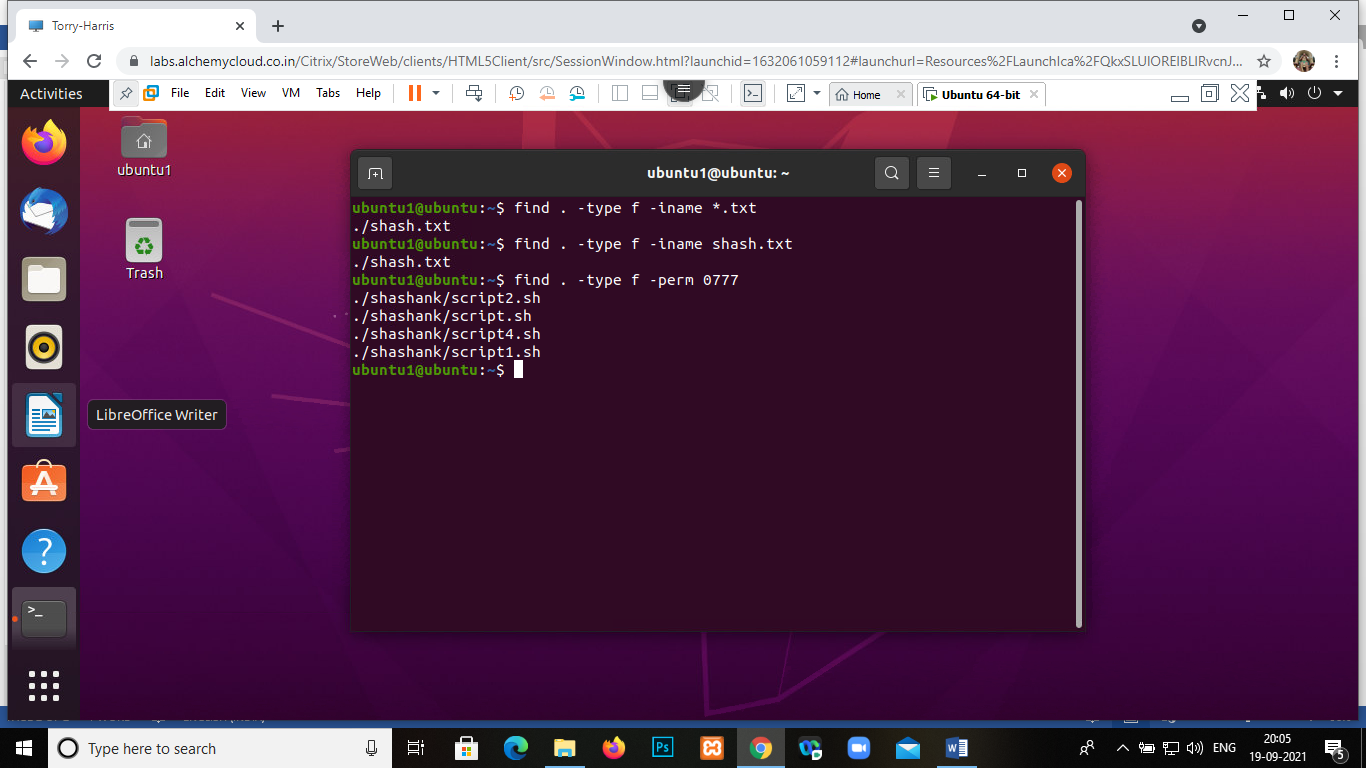 Torry-Harris
labs.alchemycloud.co.in/Citrix/StoreWeb/clients/HTML5Client/src/SessionWindow.html?launchid=1632061059112#launchurl=Resources%2FLaunchIca%2FQkxSLUlOREIBLIRvcnJ...
Activities
File Edit View VM Tabs Help
Home
Ubuntu 64-bit
ubuntu1
Trash
LibreOffice Writer
ubuntu1@ubuntu: ~
ubuntu1@ubuntu:~$ find . -type f -iname *.txt
./shash.txt
ubuntu1@ubuntu:~$ find . -type f -iname shash.txt
./shash.txt
ubuntu1@ubuntu:~$ find . -type f -perm 0777
./shashank/script2.sh
./shashank/script.sh
./shashank/script4.sh
./shashank/script1.sh
ubuntu1@ubuntu:~$
Type here to search
Ps
ENG
20:05
19-09-2021
5